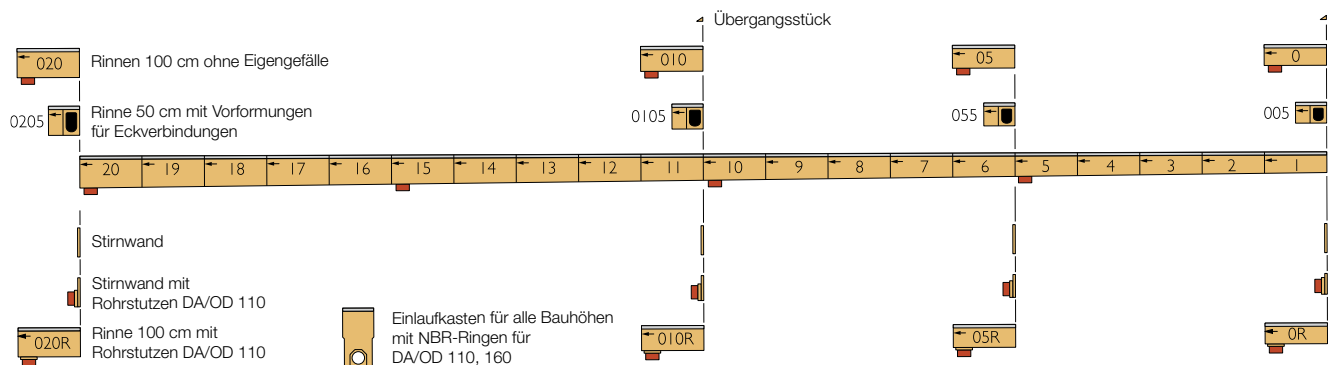 Übergangsstück
020 Rinnen 100 cm ohne Eigengefälle 010 05 0
0205 Rinne 50 cm mit Vorformungen
für Eckverbindungen
0105 055 005
20 19 18 17 16 15 14 13 12 11 10 9 8 7 6 5 4 3 2 1
Stirnwand
Stirnwand mit
Rohrstutzen DA/OD 110
020R Rinne 100 cm mit
Rohrstutzen DA/OD 110
Einlaufkasten für alle Bauhöhen
mit NBR-Ringen für
DA/OD 110, 160
010R 05R 0R